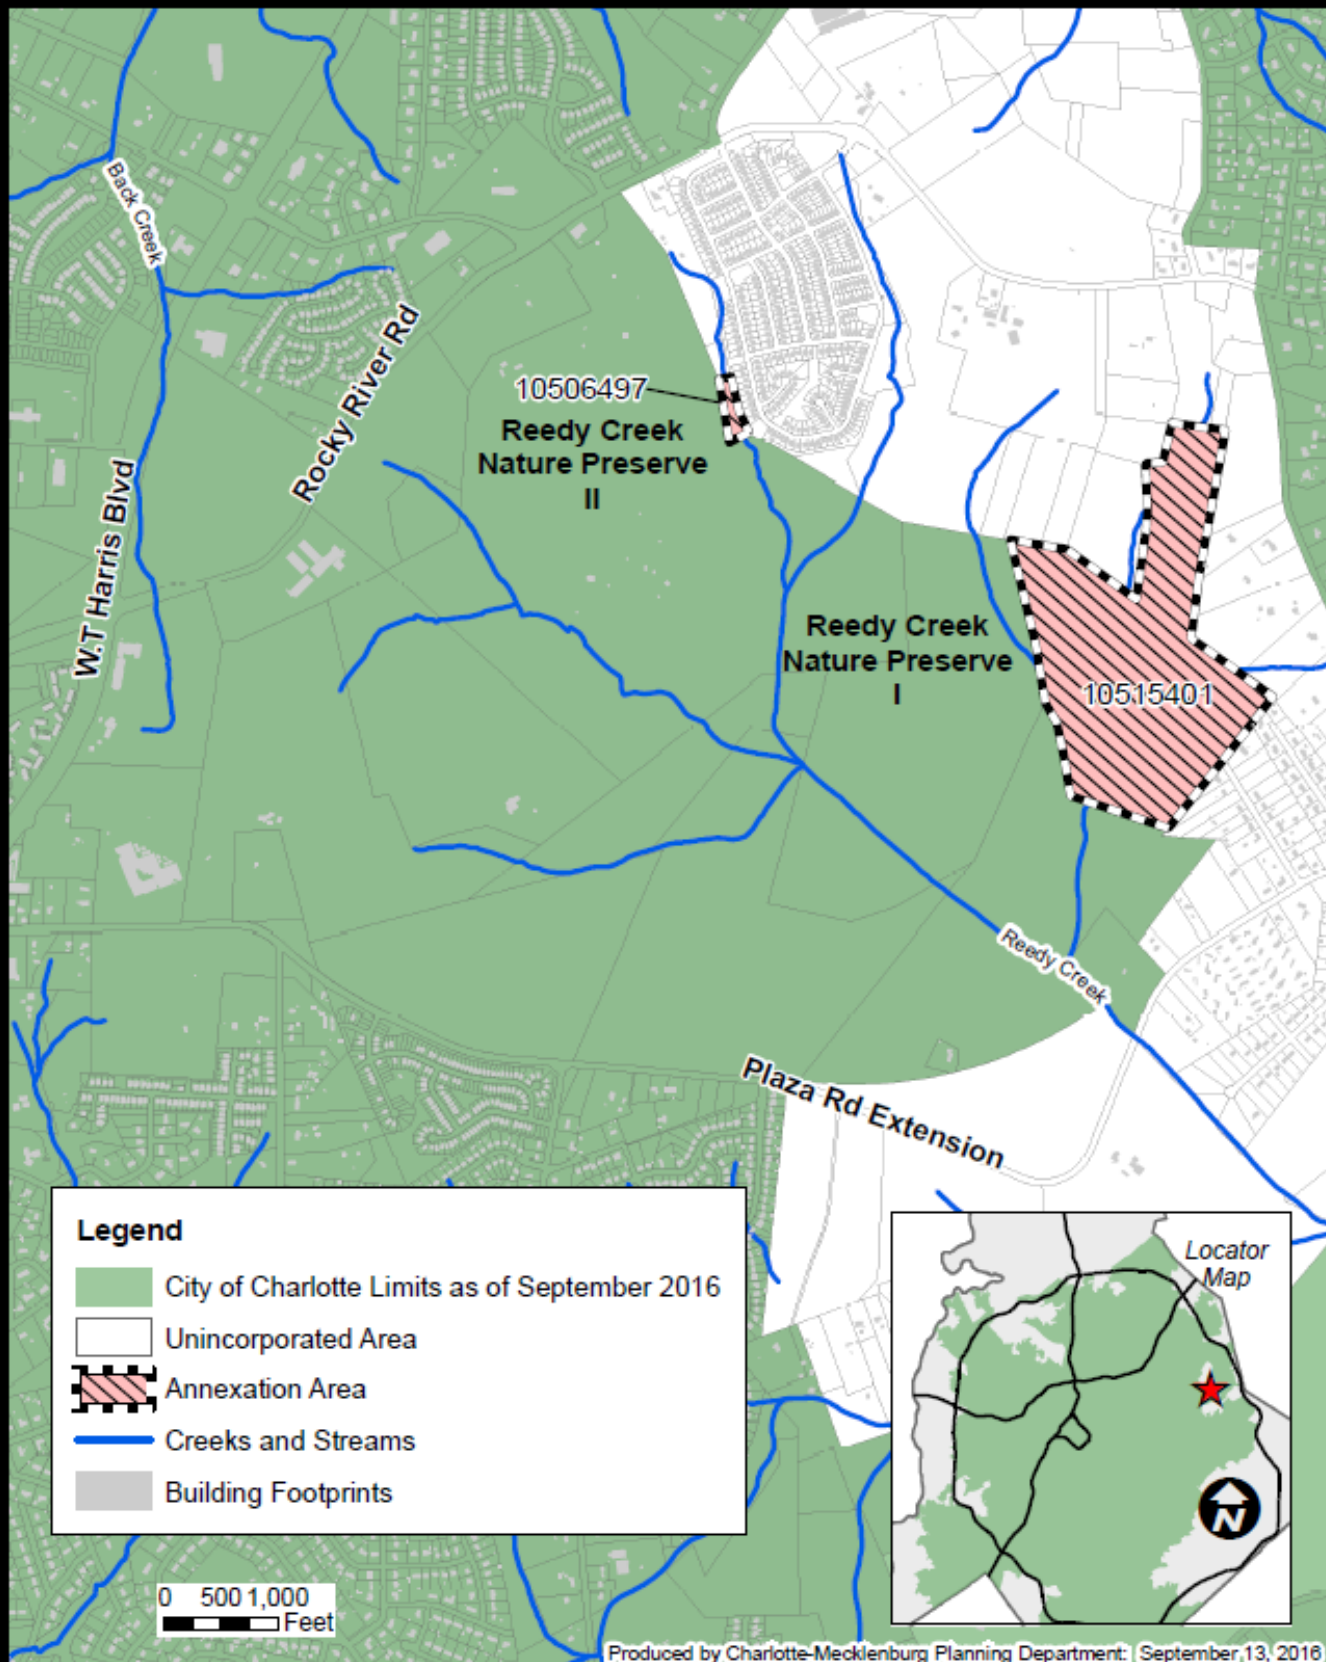 Back Creek
Rocky River Rd
W.T Harris Blvd
10506497
Reedy Creek
Nature Preserve
II
Reedy Creek
Nature Preserve
I
10515401
Reedy Creek
Plaza Rd Extension
Legend
City of Charlotte Limits as of September 2016
Unincorporated Area
Annexation Area
Creeks and Streams
Building Footprints
Locator
Map
N
0 500 1,000
Feet
Produced by Charlotte-Mecklenburg Planning Department: September,13, 2016